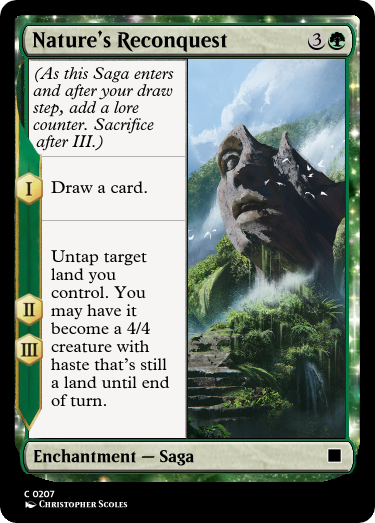 Nature's Reconquest 3
(As this Saga enters
and after your draw
step, add a lore
counter. Sacrifice
after III.)
I
Draw a card.
II
III
Untap target
land you
control. You
may have it
become a 4/4
creature with
haste that's still
a land until end
of turn.
Enchantment — Saga
C 0207
Christopher Scoles